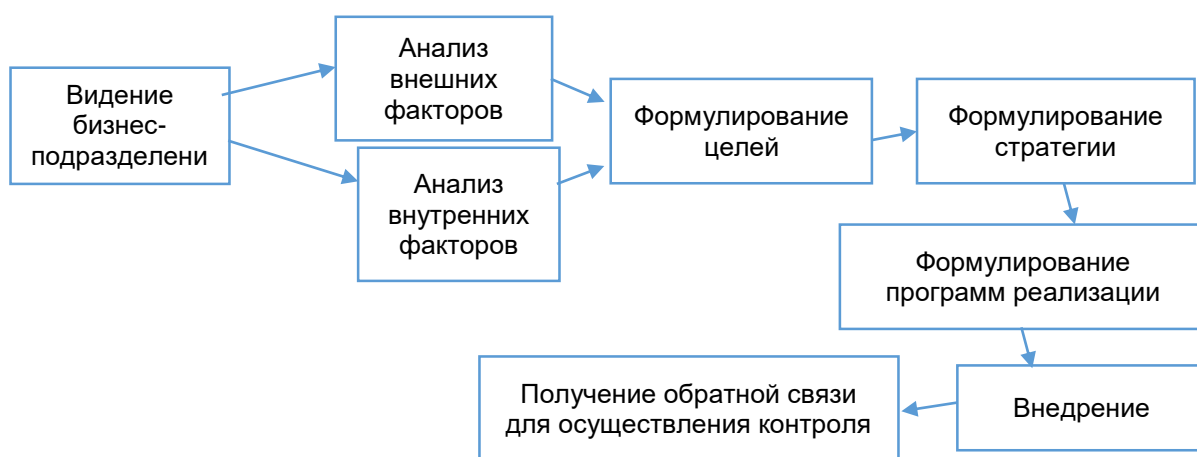 Видение
бизнес-
подразделени
Анализ
внешних
факторов
Анализ
внутренних
факторов
Формулирование
целей
Формулирование
стратегии
Формулирование
программ реализации
Внедрение
Получение обратной связи
для осуществления контроля